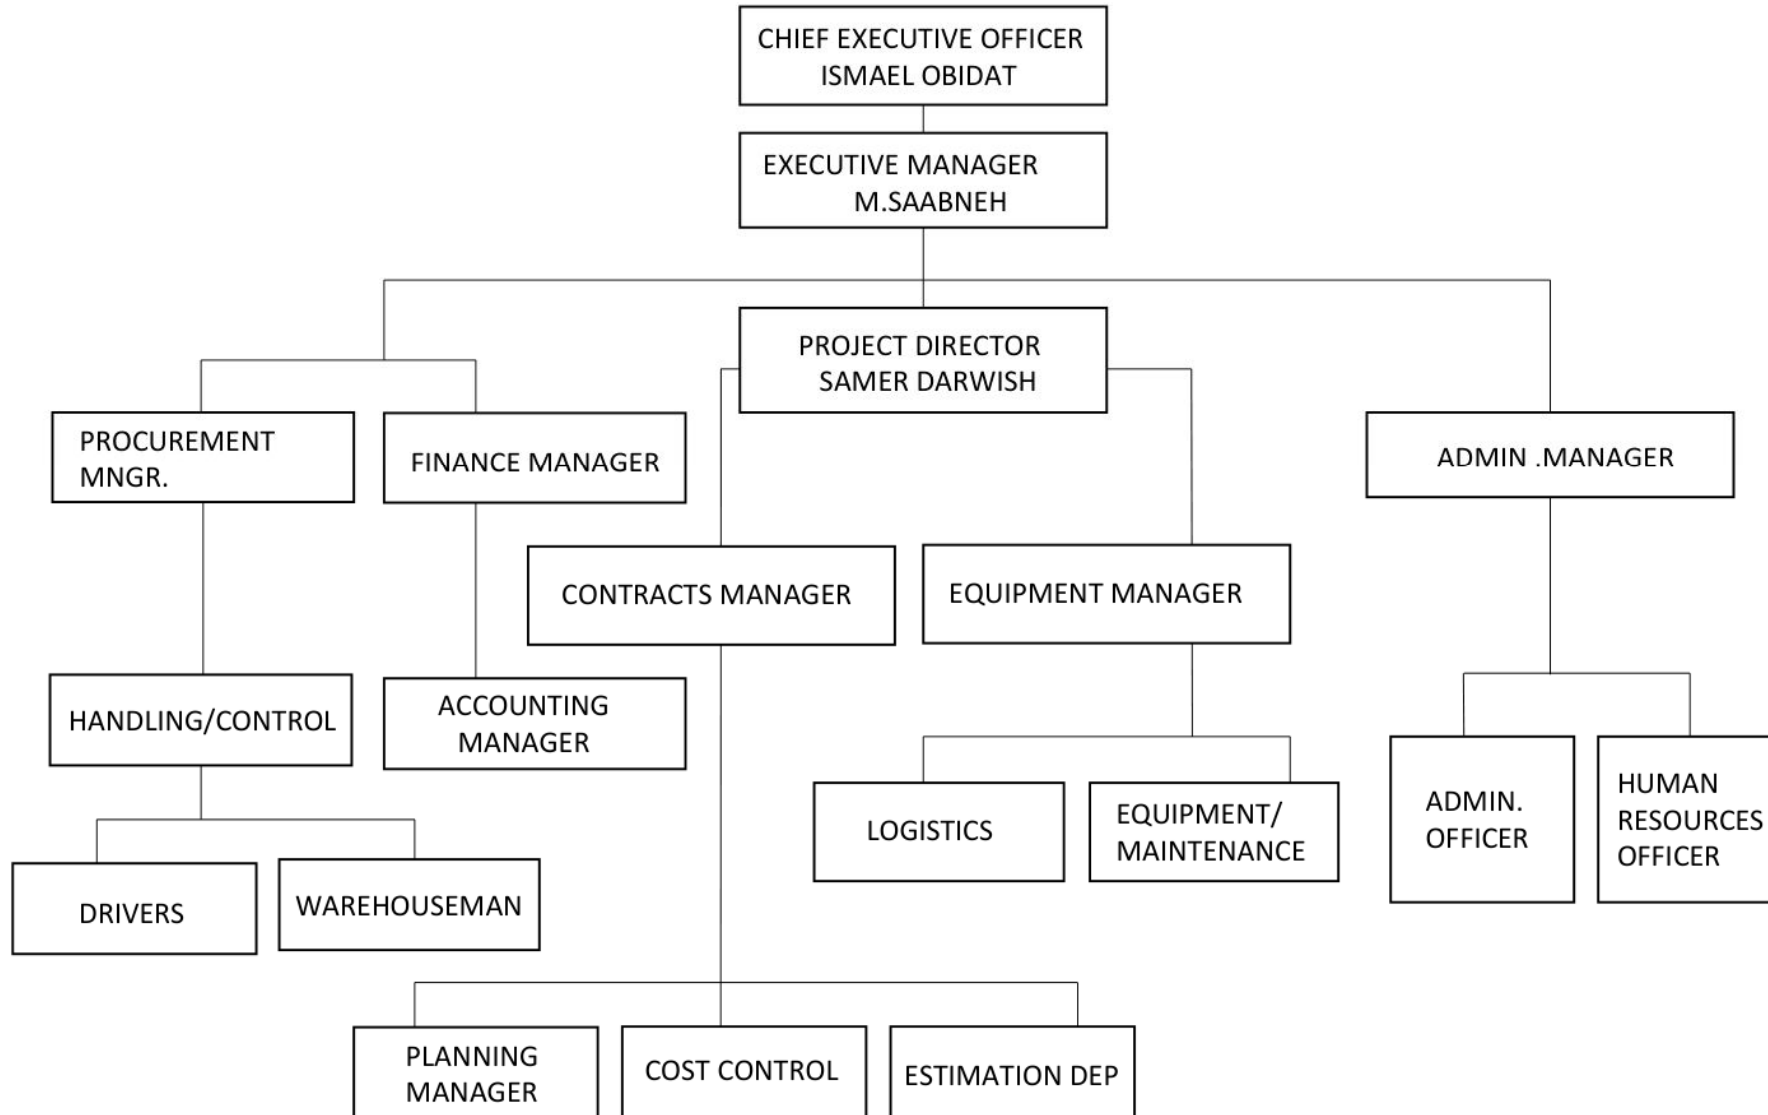 CHIEF EXECUTIVE OFFICER
ISMAEL OBIDAT
EXECUTIVE MANAGER
M.SAABNEH
PROJECT DIRECTOR
SAMER DARWISH
PROCUREMENT
MNGR.
FINANCE MANAGER
ADMIN .MANAGER
CONTRACTS MANAGER
EQUIPMENT MANAGER
HANDLING/CONTROL
ACCOUNTING
MANAGER
LOGISTICS
EQUIPMENT/
MAINTENANCE
ADMIN.
OFFICER
HUMAN
RESOURCES
OFFICER
DRIVERS
WAREHOUSEMAN
PLANNING
MANAGER
COST CONTROL
ESTIMATION DEP